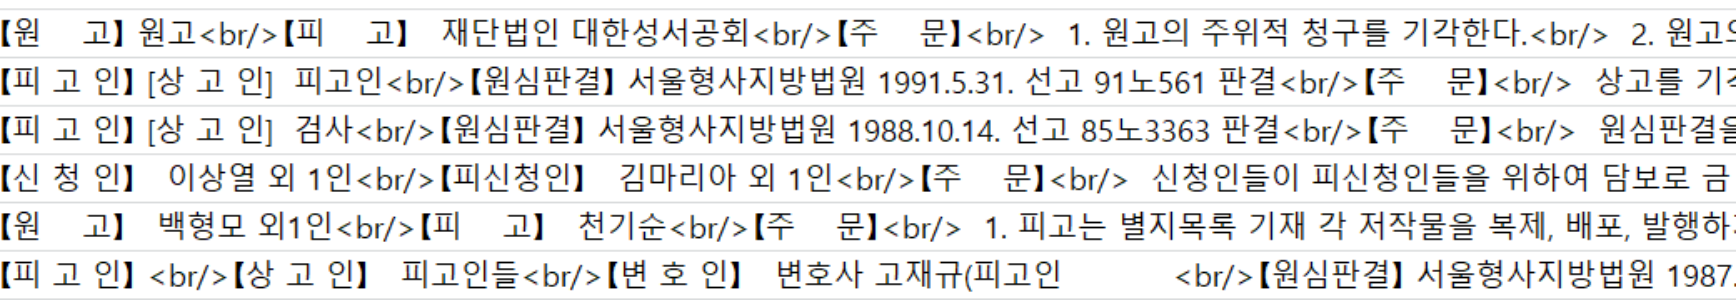 【원 고】 원고<br/>【피 고】 재단법인 대한성서공회<br/>【주 문】<br/> 1. 원고의 주위적 청구를 기각한다.<br/> 2. 원고의
【피 고 인】 [상 고 인] 피고인<br/>【원심판결】 서울형사지방법원 1991.5.31. 선고 91노561 판결<br/>【주 문】<br/> 상고를 기각
【피 고 인】 [상 고 인] 검사<br/>【원심판결】 서울형사지방법원 1988.10.14. 선고 85노3363 판결<br/>【주 문】<br/> 원심판결을
【신 청 인】 이상열 외 1인<br/>【피신청인】 김마리아 외 1인<br/>【주 문】<br/> 신청인들이 피신청인들을 위하여 담보로 금
【원 고】 백형모 외1인<br/>【피 고】 천기순<br/>【주 문】<br/> 1. 피고는 별지목록 기재 각 저작물을 복제, 배포, 발행하
【피 고 인】 <br/>【상 고 인】 피고인들<br/>【변 호 인】 변호사 고재규(피고인 <br/>【원심판결】 서울형사지방법원 1987.